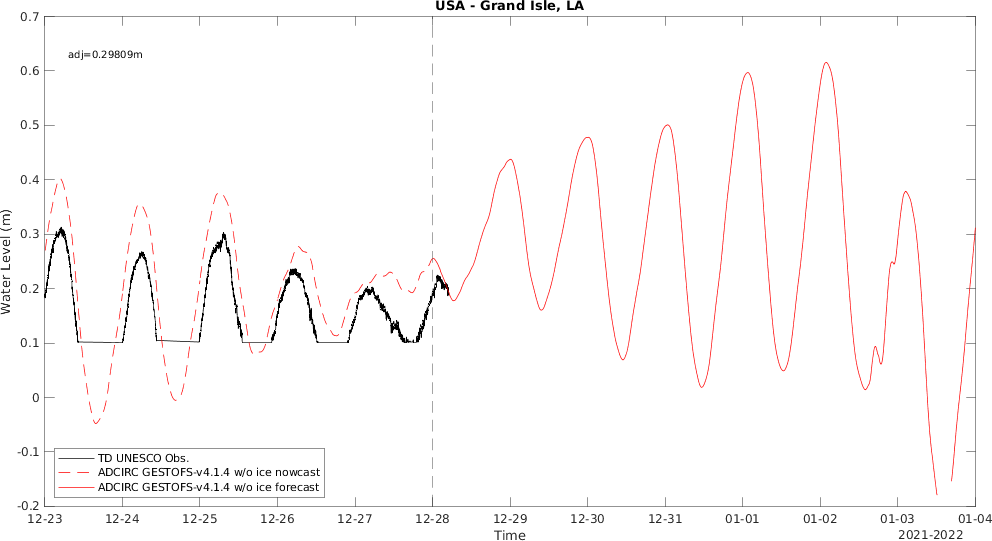 USA - Grand Isle, LA
adj=0.29809m
0.7
0.6
0.5
0.4
0.3
0.2
0.1
0
-0.1
-0.2
Water Level (m)
TD UNESCO Obs.
ADCIRC GESTOFS-v4.1.4 w/o ice nowcast
ADCIRC GESTOFS-v4.1.4 w/o ice forecast
12-23 12-24 12-25 12-26 12-27 12-28 12-29 12-30 12-31 01-01 01-02 01-03 01-04
Time
2021-2022